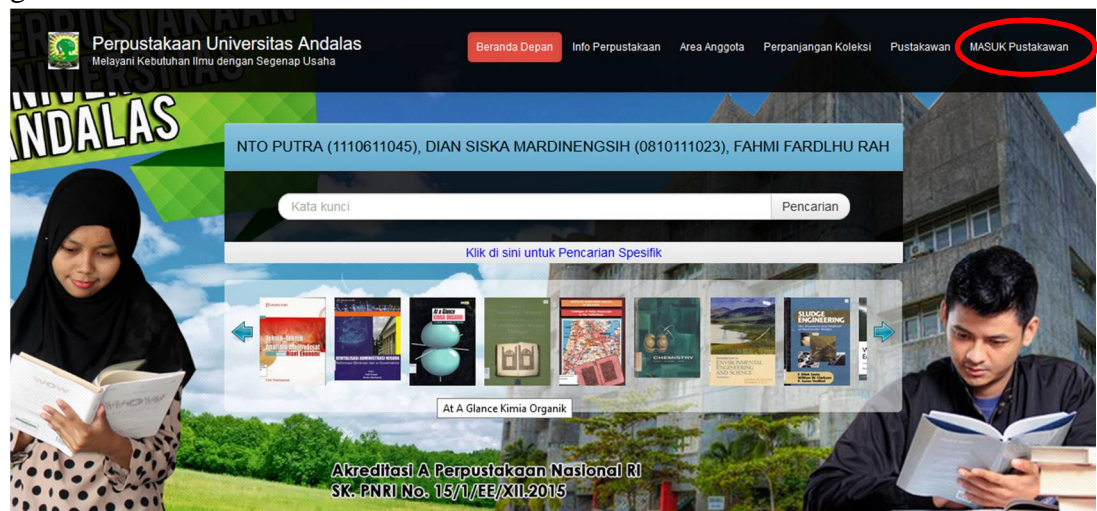 Perpustakaan Universitas Andalas
Melayani Kebutuhan Ilmu dengan Segenap Usaha
Beranda Depan Info Perpustakaan Area Anggota Perpanjangan Koleksi Pustakawan MASUK Pustakawan
ANDALAS
NTO PUTRA (1110611045), DIAN SISKA MARDINENGSIH (0810111023), FAHMI FARDLHU RAH
Kata kunci Pencarian
Klik di sini untuk Pencarian Spesifik
At a Glance
KIMIA ORGANIK
CHEMISTRY
ENVIRONMENTAL
ENGINEERING
AND SCIENCE
SLUDGE
ENGINEERING
At A Glance Kimia Organik
WOW
Akreditasi A Perpustakaan Nasional RI
SK. PNRI No. 15/1/EE/XII.2015